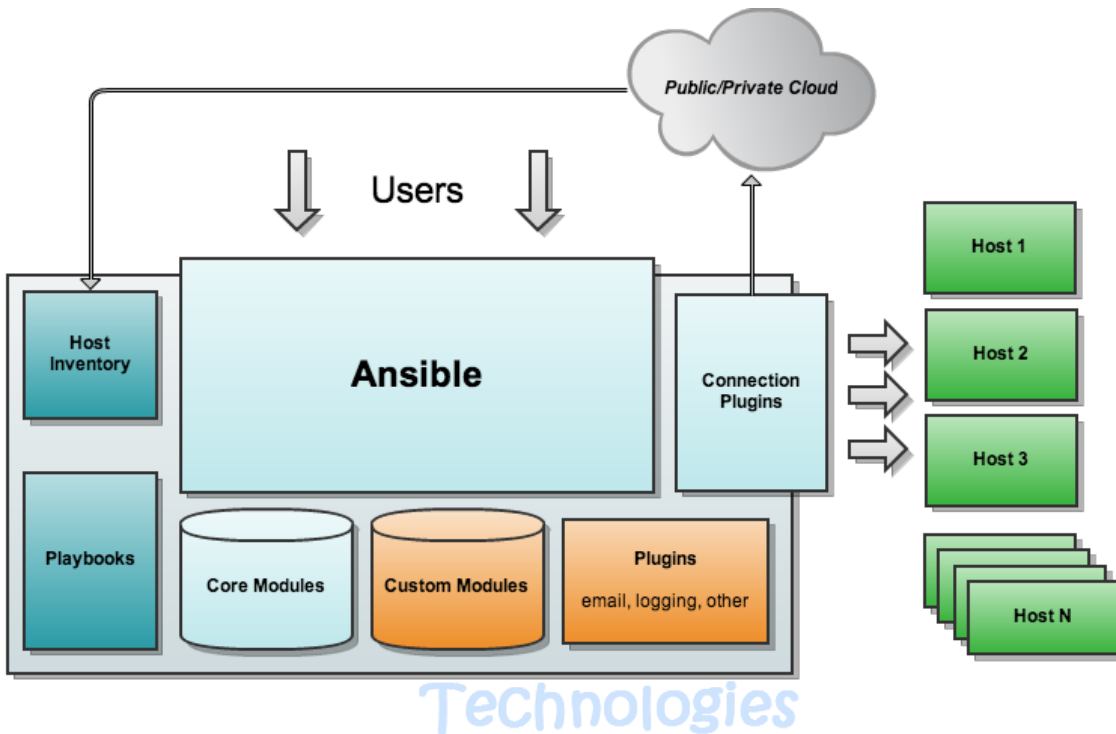 Public/Private Cloud
Users
Host
Inventory
Ansible
Connection
Plugins
Host 1
Host 2
Host 3
Host N
Playbooks
Core Modules
Custom Modules
Plugins
email, logging, other
Technologies